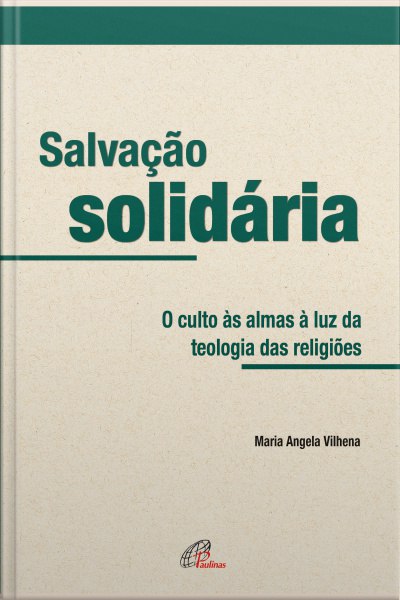 Salvação
solidária
O culto às almas à luz da
teologia das religiões
Maria Angela Vilhena
Paulinas